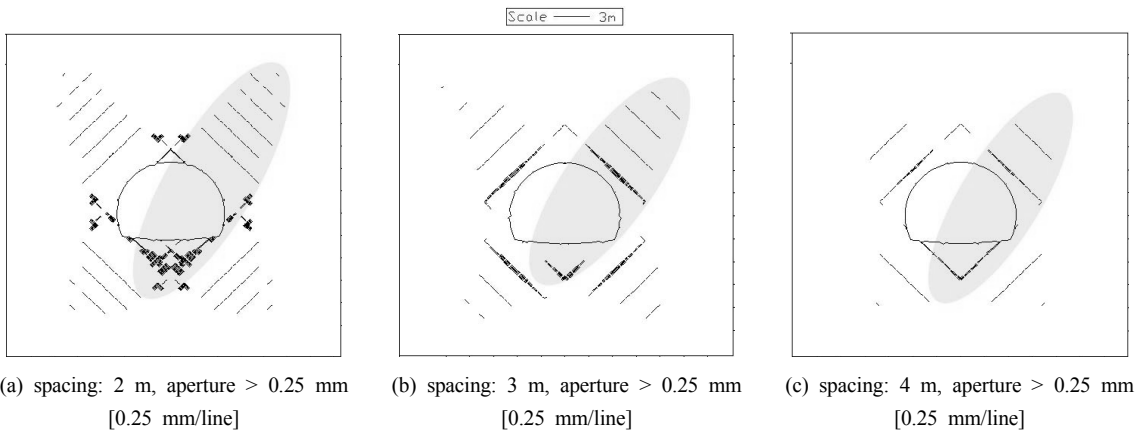 Scale 3m
(a) spacing: 2 m, aperture > 0.25 mm
[0.25 mm/line]
(b) spacing: 3 m, aperture > 0.25 mm
[0.25 mm/line]
(c) spacing: 4 m, aperture > 0.25 mm
[0.25 mm/line]